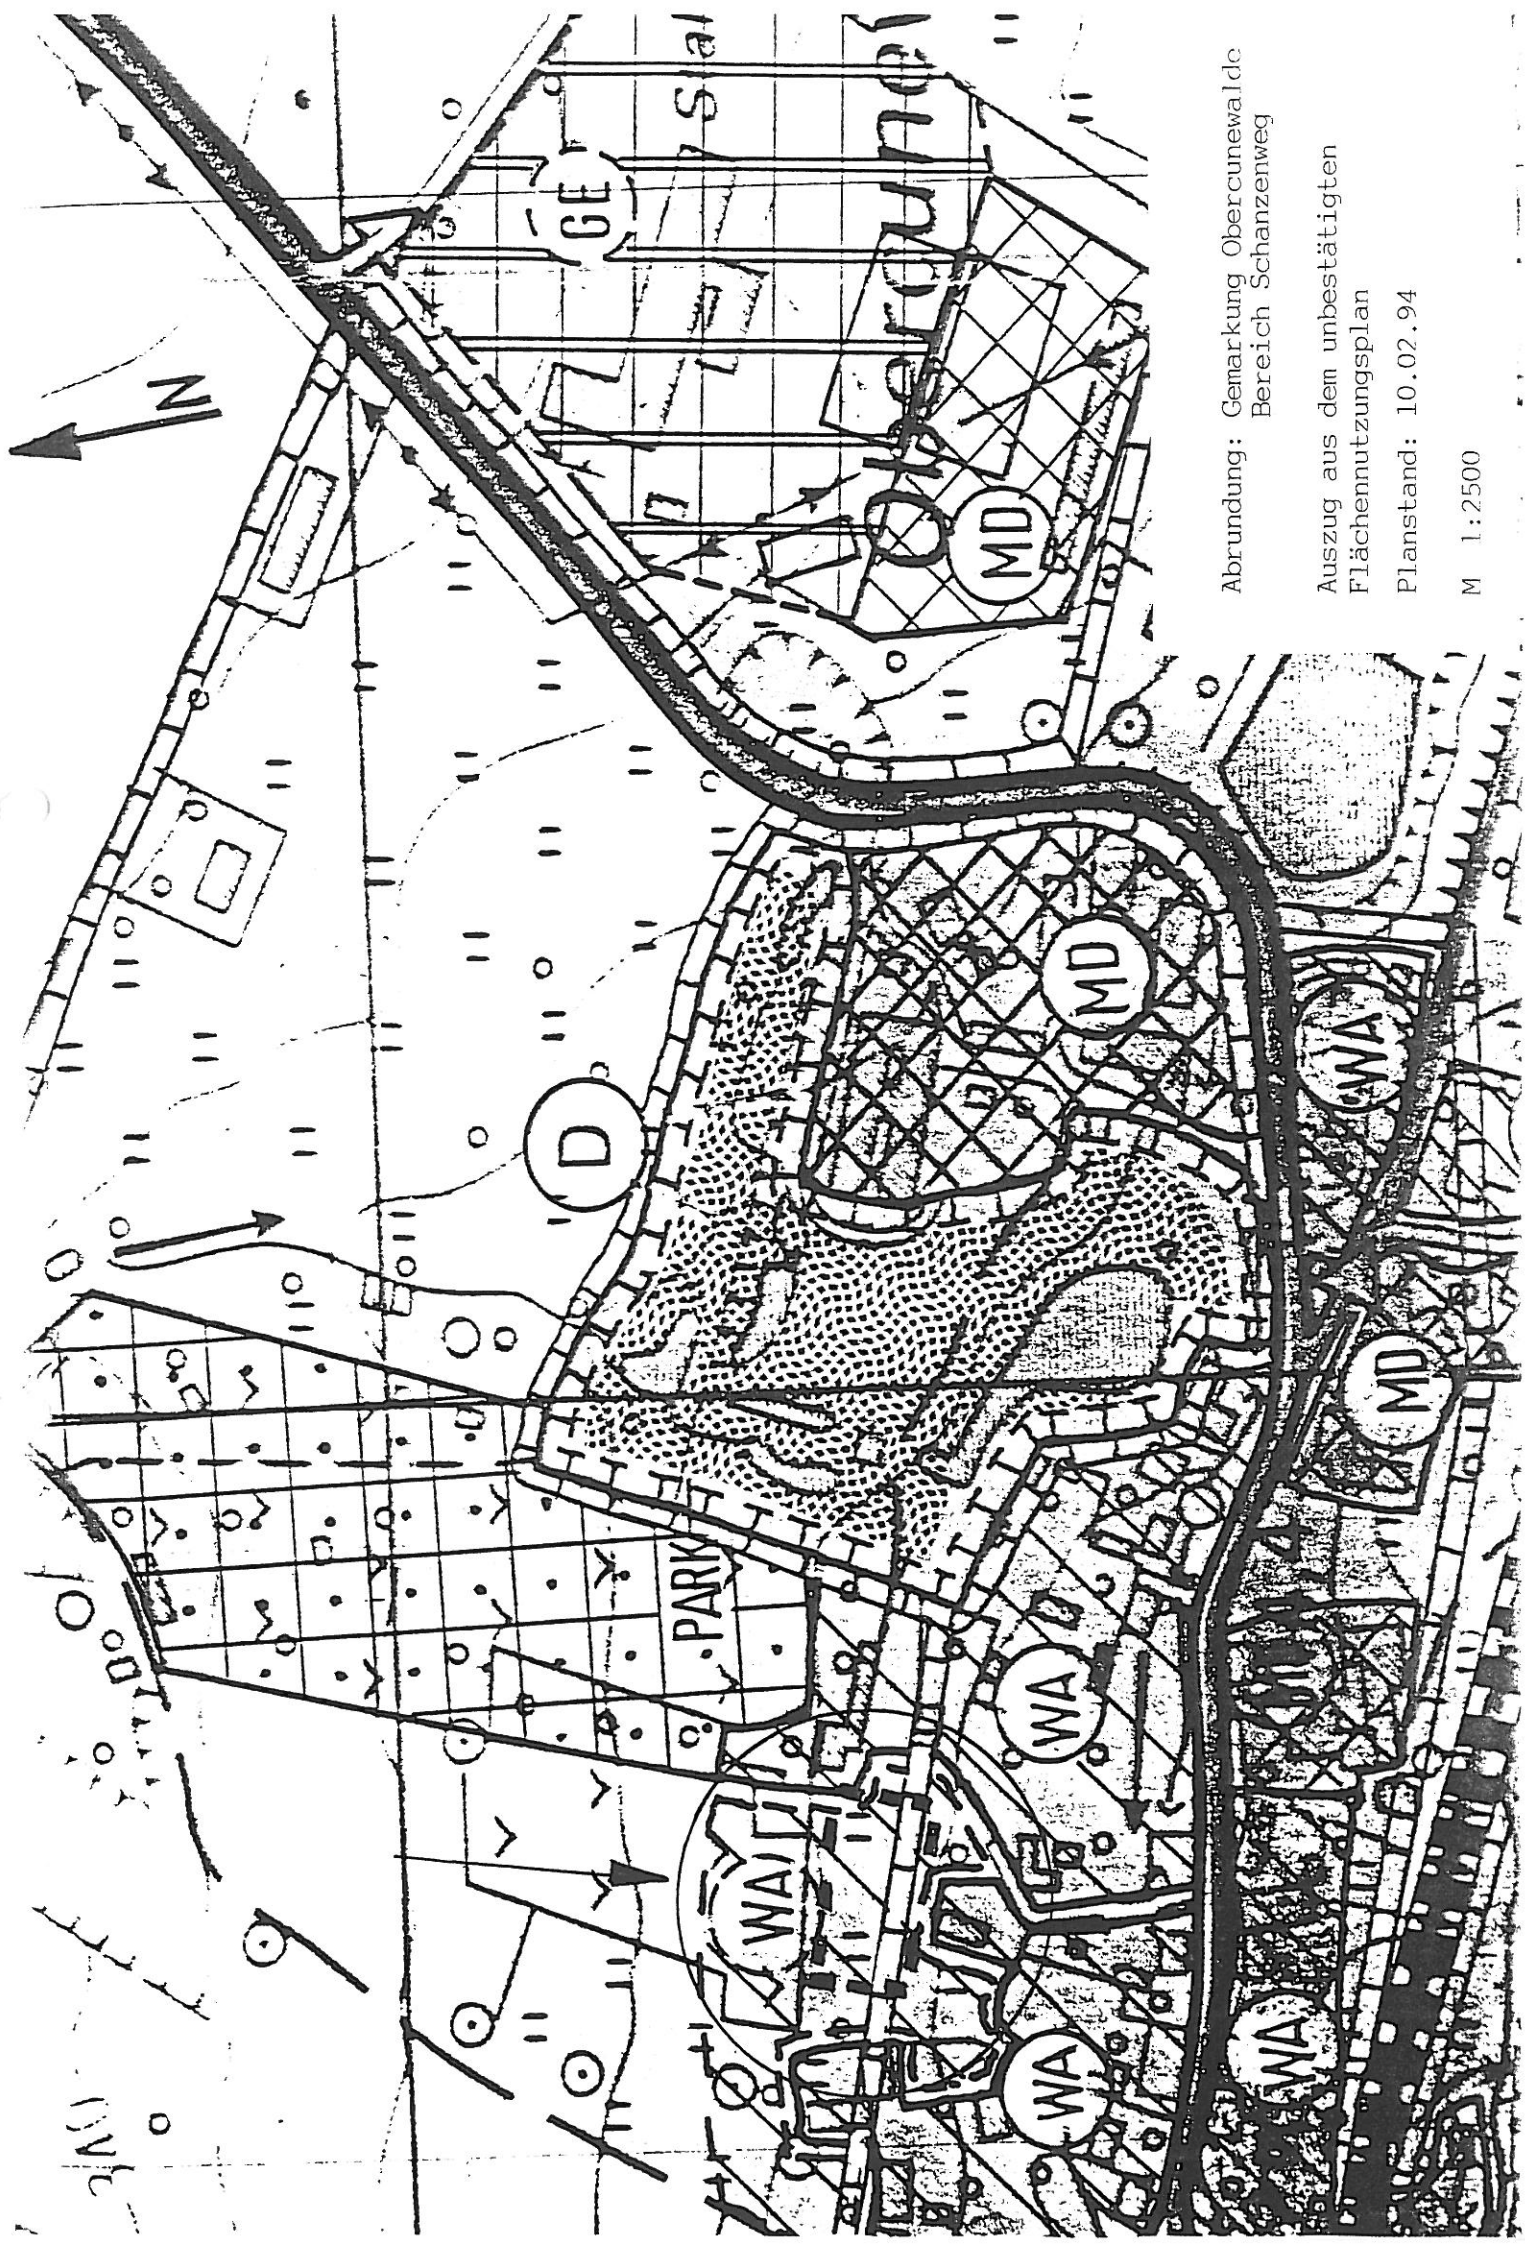 N
GE
MD
D
MD
WA
MD
PARK
WA
WA
WA
WA
Abrundung: Gemarkung Obercunewalde
Bereich Schanzenweg
Auszug aus dem unbestätigten
Flächennutzungsplan
Planstand: 10.02.94
M 1:2500